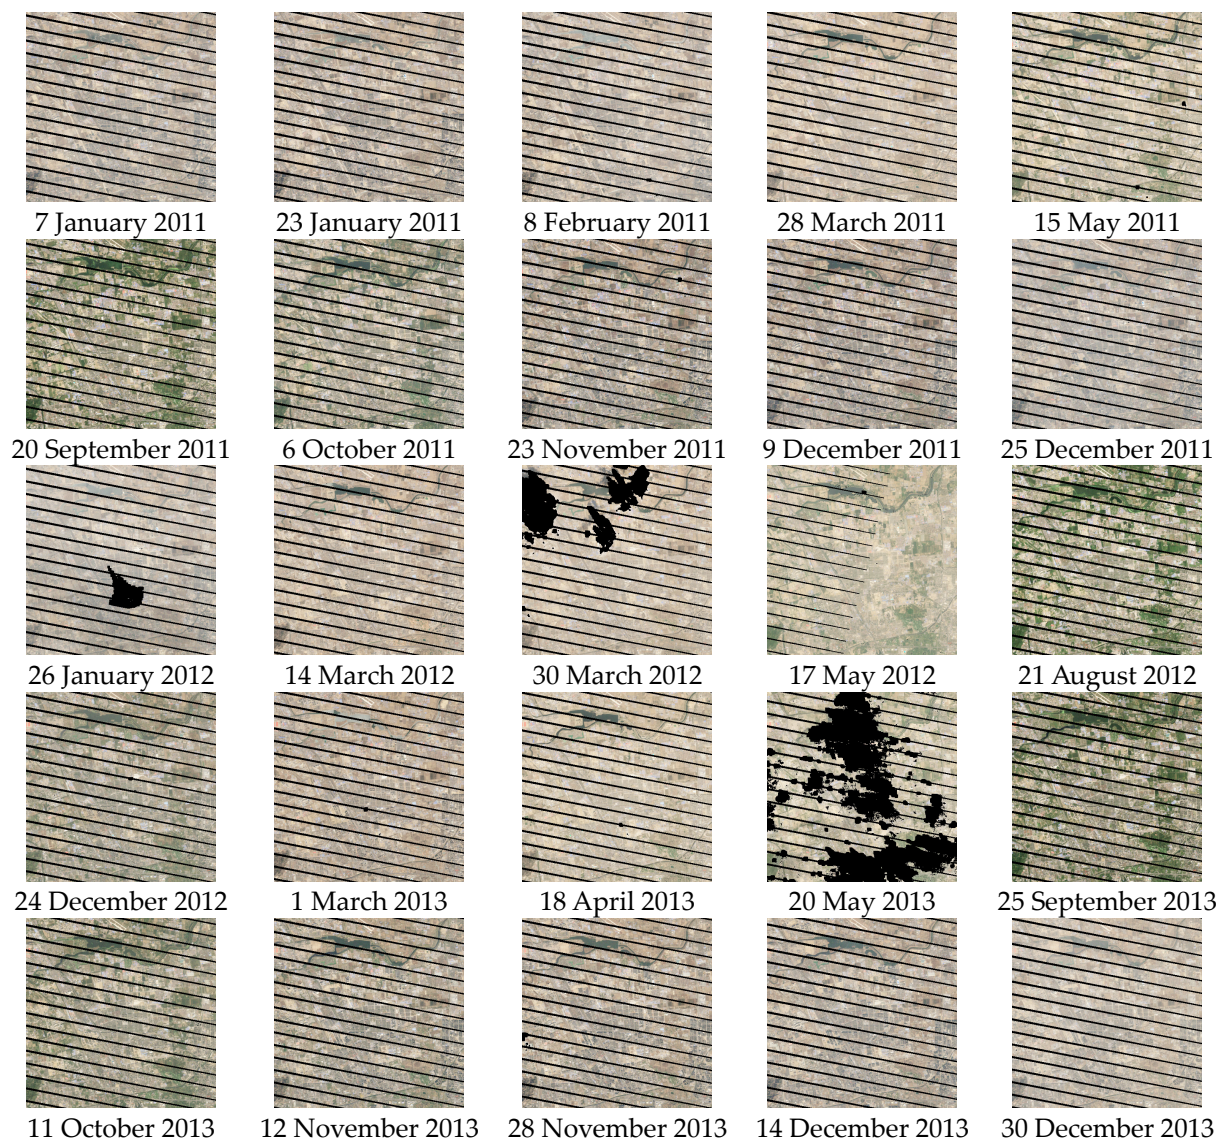 7 January 2011 23 January 2011 8 February 2011 28 March 2011 15 May 2011
20 September 2011 6 October 2011 23 November 2011 9 December 2011 25 December 2011
26 January 2012 14 March 2012 30 March 2012 17 May 2012 21 August 2012
24 December 2012 1 March 2013 18 April 2013 20 May 2013 25 September 2013
11 October 2013 12 November 2013 28 November 2013 14 December 2013 30 December 2013